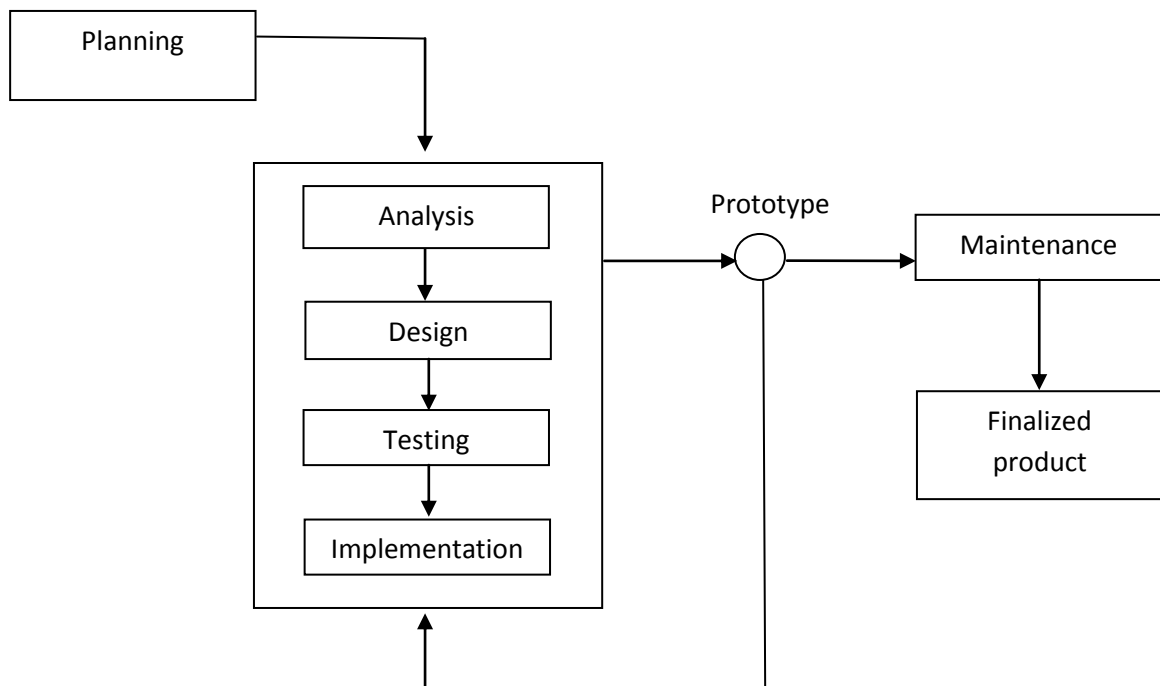 Planning
Analysis
Design
Testing
Implementation
Prototype
Maintenance
Finalized
product